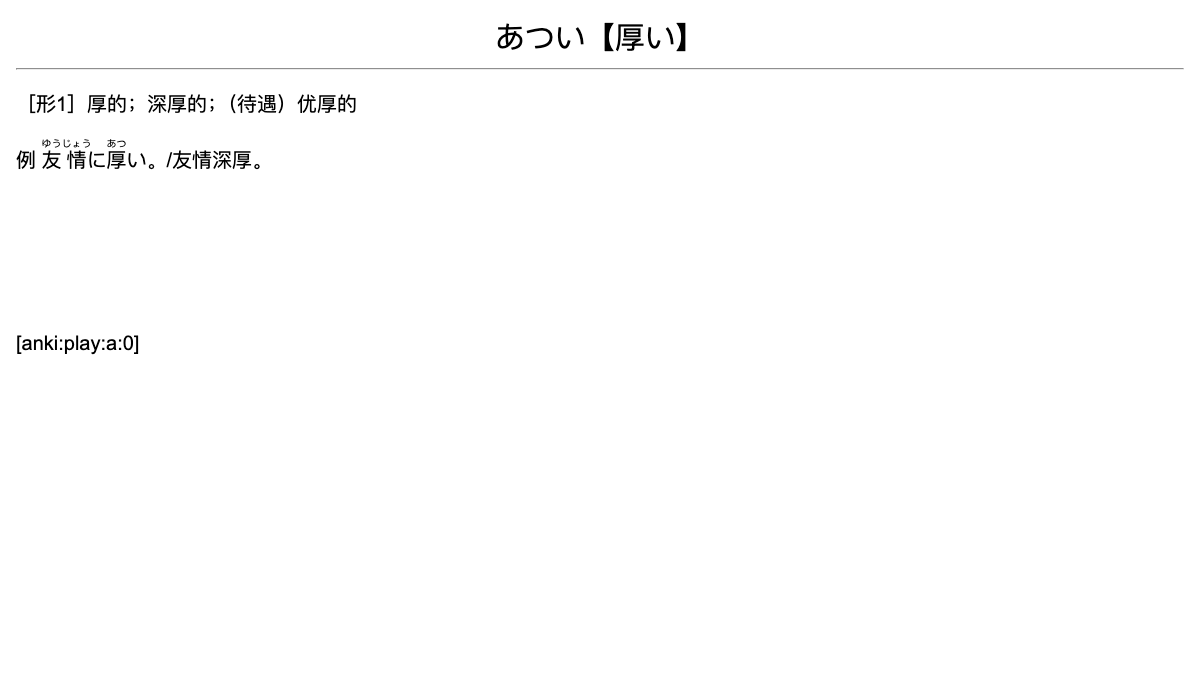 あつい【厚い】
［形1］厚的；深厚的；（待遇）优厚的
ゆうじょう あつ
例 友情に厚い。/友情深厚。
[anki:play:a:0]